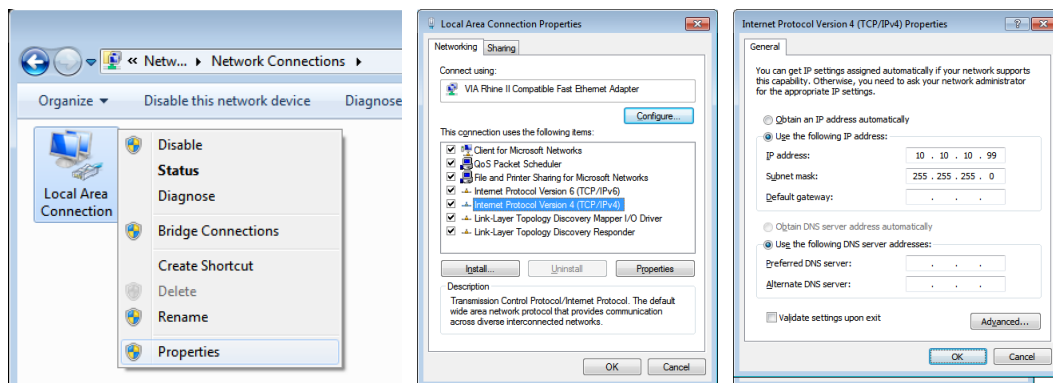 « Netw... ▸ Network Connections ▸
Organize ▾ Disable this network device Diagnose
Local Area
Connection
Disable
Status
Diagnose
Bridge Connections
Create Shortcut
Delete
Rename
Properties
Local Area Connection Properties
Networking Sharing
Connect using:
VIA Rhine II Compatible Fast Ethernet Adapter
Configure...
This connection uses the following items:
Client for Microsoft Networks
QoS Packet Scheduler
File and Printer Sharing for Microsoft Networks
Internet Protocol Version 6 (TCP/IPv6)
Internet Protocol Version 4 (TCP/IPv4)
Link-Layer Topology Discovery Mapper I/O Driver
Link-Layer Topology Discovery Responder
Install... Uninstall Properties
Description
Transmission Control Protocol/Internet Protocol. The default
wide area network protocol that provides communication
across diverse interconnected networks.
OK Cancel
Internet Protocol Version 4 (TCP/IPv4) Properties
General
You can get IP settings assigned automatically if your network supports
this capability. Otherwise, you need to ask your network administrator
for the appropriate IP settings.
Obtain an IP address automatically
Use the following IP address:
IP address: 10 . 10 . 10 . 99
Subnet mask: 255 . 255 . 255 . 0
Default gateway: . . .
Obtain DNS server address automatically
Use the following DNS server addresses:
Preferred DNS server: . . .
Alternate DNS server: . . .
Validate settings upon exit
Advanced...
OK Cancel